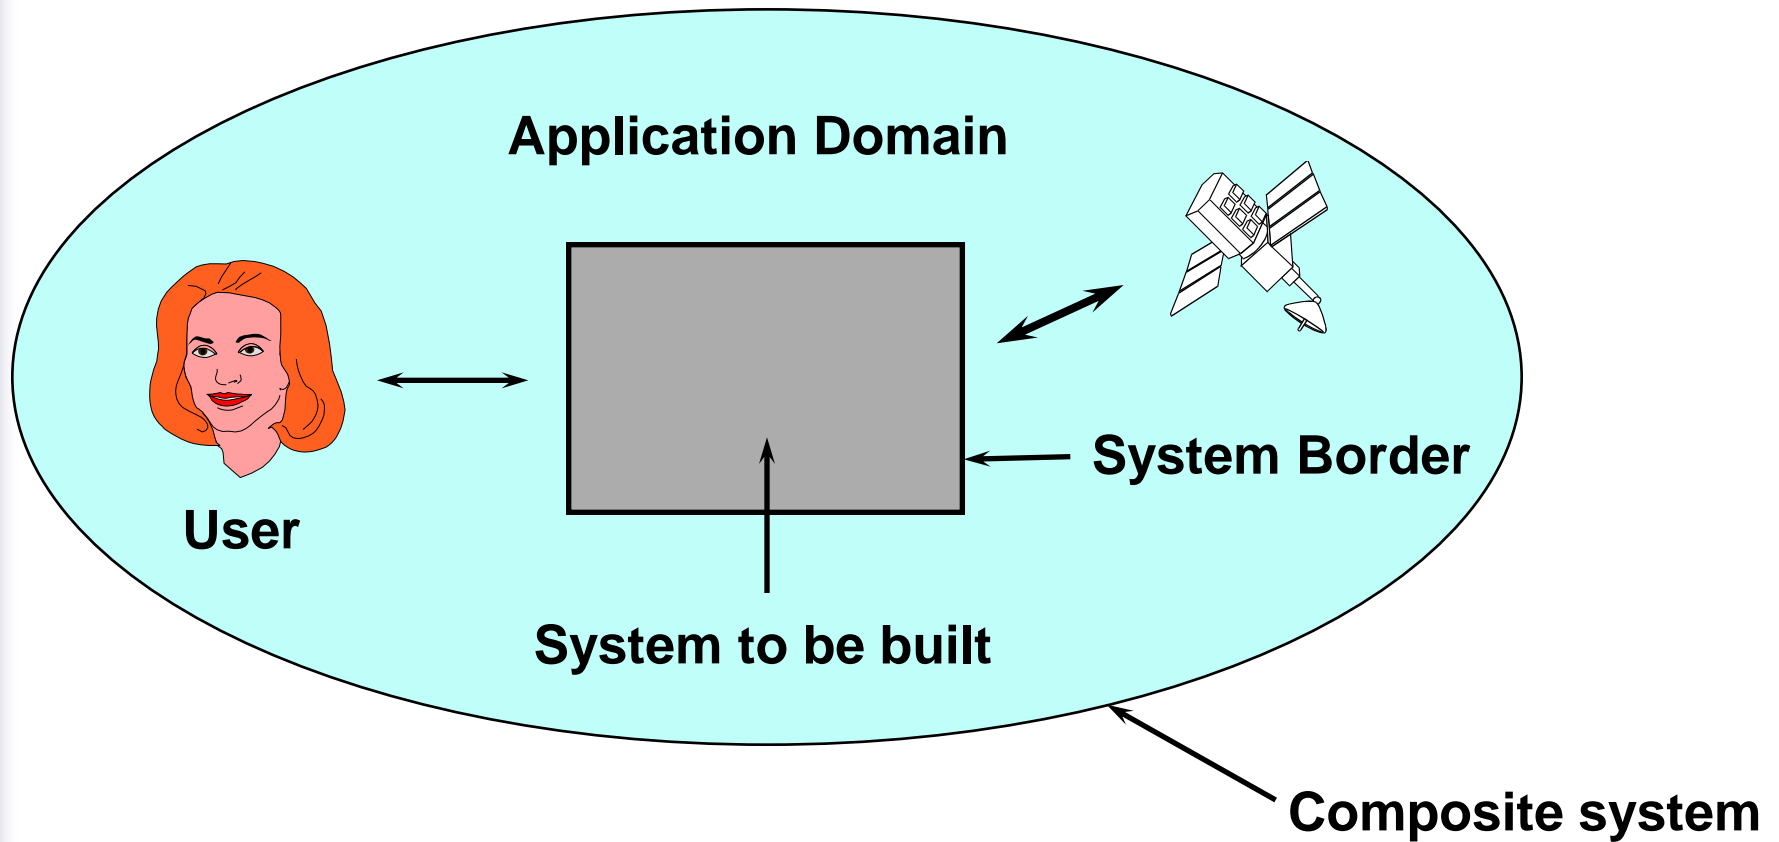 Application Domain
System Border
User
System to be built
Composite system